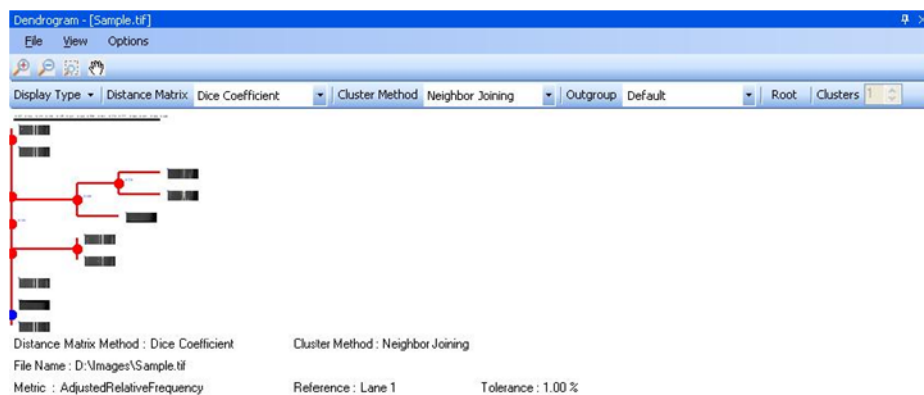 Dendrogram - [Sample.tif]
File View Options
Display Type Distance Matrix Dice Coefficient Cluster Method Neighbor Joining Outgroup Default Root Clusters 1
Distance Matrix Method : Dice Coefficient Cluster Method : Neighbor Joining
File Name : D:\Images\Sample.tif
Metric : AdjustedRelativeFrequency Reference : Lane 1 Tolerance : 1.00 %